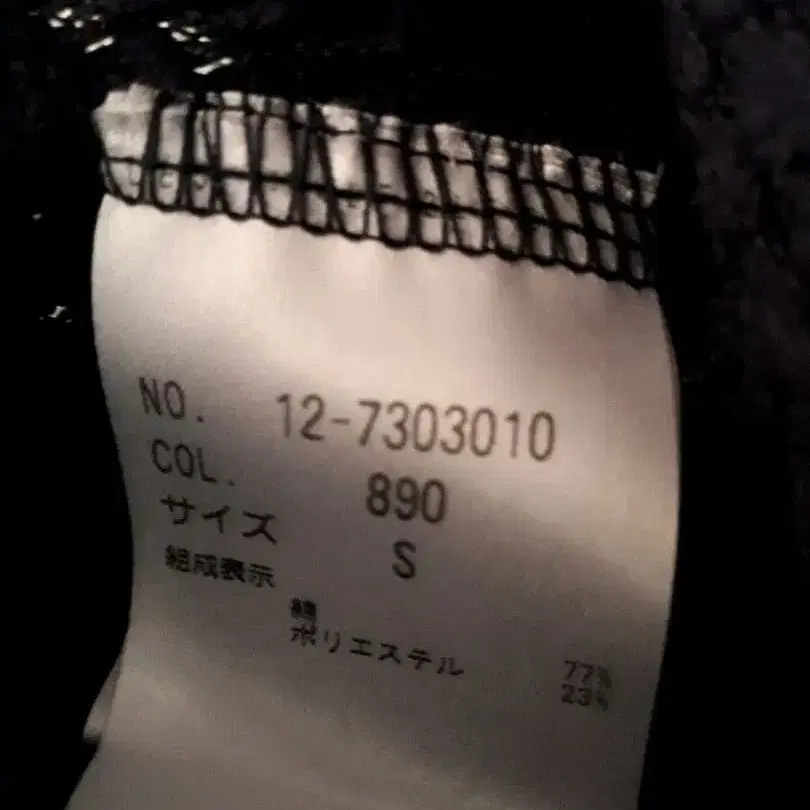 NO. 12-7303010
COL. 890
サイズ S
組成表示
綿 77%
ポリエステル 23%